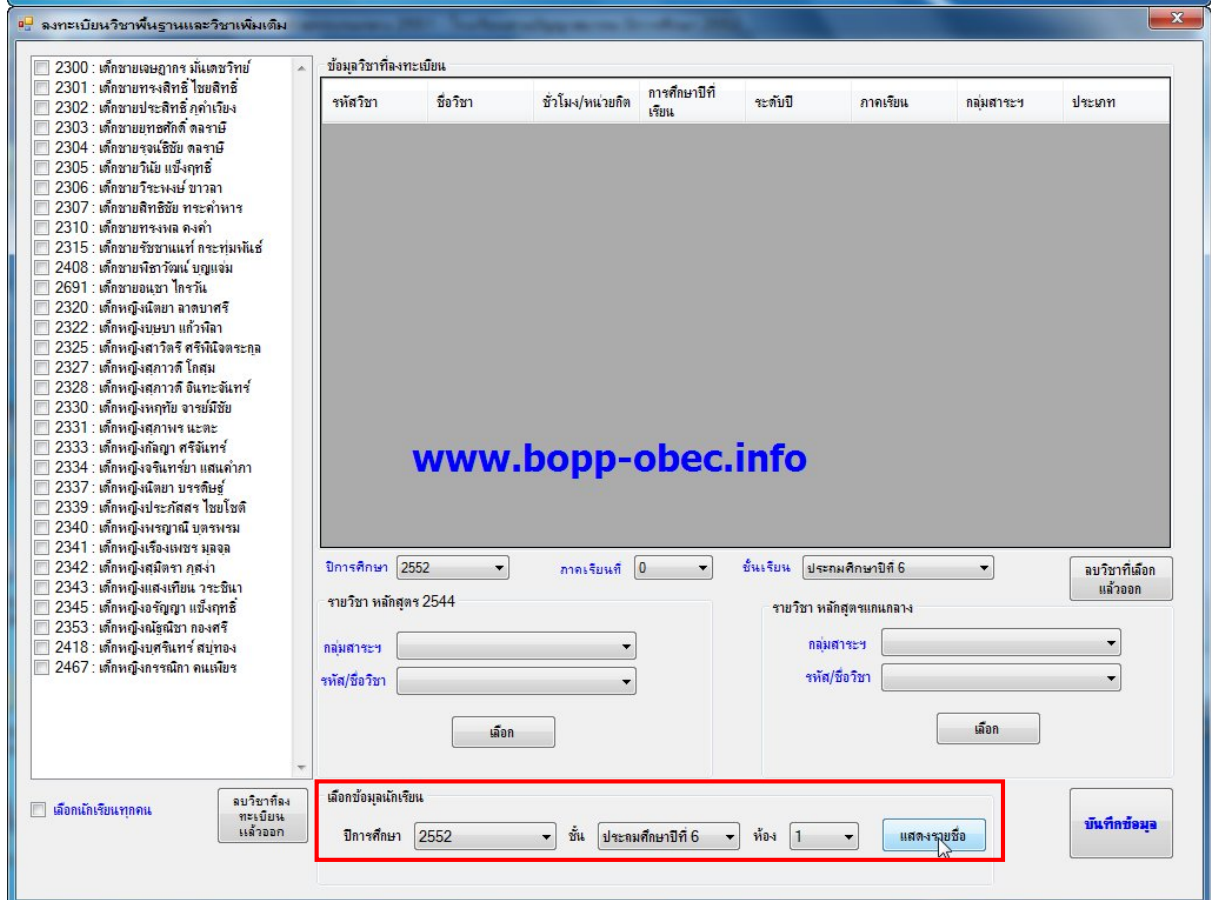 ลงทะเบียนวิชาพื้นฐานและวิชาเพิ่มเติม
2300 : เด็กชายเจษฎากร มั่นเดชวิทย์
2301 : เด็กชายทรงสิทธิ์ ไชยสิทธิ์
2302 : เด็กชายประสิทธิ์ ภูคำเวียง
2303 : เด็กชายยุทธศักดิ์ ดลราษี
2304 : เด็กชายรุจน์ธิชัย ดลราษี
2305 : เด็กชายวินัย แข็งฤทธิ์
2306 : เด็กชายวีระพงษ์ ขาวลา
2307 : เด็กชายสิทธิชัย ทระคำหาร
2310 : เด็กชายทรงพล คงคำ
2315 : เด็กชายรัชชานนท์ กระทุ่มพันธ์
2408 : เด็กชายพิชาวัฒน์ บุญแจ่ม
2691 : เด็กชายอนุชา ไกรวัน
2320 : เด็กหญิงนิตยา ลาดบาศรี
2322 : เด็กหญิงบุษบา แก้วพิลา
2325 : เด็กหญิงสาวิตรี ศรีพินิจตระกูล
2327 : เด็กหญิงสุภาวดี โกสุม
2328 : เด็กหญิงสุภาวดี อินทะจันทร์
2330 : เด็กหญิงหฤทัย จารย์มีชัย
2331 : เด็กหญิงสุภาพร นะตะ
2333 : เด็กหญิงกัลญา ศรีจันทร์
2334 : เด็กหญิงจรินทร์ยา แสนคำภา
2337 : เด็กหญิงนิตยา บรรดิษฐ์
2339 : เด็กหญิงประภัสสร ไชยโชติ
2340 : เด็กหญิงพรญาณี บุตรพรม
2341 : เด็กหญิงเรืองเพชร มูลจุล
2342 : เด็กหญิงสุมิตรา ภูสง่า
2343 : เด็กหญิงแสงเทียน วระชินา
2345 : เด็กหญิงอรัญญา แข็งฤทธิ์
2353 : เด็กหญิงณัฐณิชา กองศรี
2418 : เด็กหญิงบุศรินทร์ สบู่ทอง
2467 : เด็กหญิงกรรณิกา คนเพียร
เลือกนักเรียนทุกคน
ลบวิชาที่ลง
ทะเบียน
แล้วออก
ข้อมูลวิชาที่ลงทะเบียน
รหัสวิชา ชื่อวิชา ชั่วโมง/หน่วยกิต การศึกษาปีที่ ระดับปี ภาคเรียน กลุ่มสาระฯ ประเภท
เรียน
www.bopp-obec.info
ปีการศึกษา 2552 ภาคเรียนที่ 0 ชั้นเรียน ประถมศึกษาปีที่ 6
ลบวิชาที่เลือก
แล้วออก
รายวิชา หลักสูตร 2544
กลุ่มสาระฯ
รหัส/ชื่อวิชา
เลือก
รายวิชา หลักสูตรแกนกลาง
กลุ่มสาระฯ
รหัส/ชื่อวิชา
เลือก
เลือกข้อมูลนักเรียน
ปีการศึกษา 2552 ชั้น ประถมศึกษาปีที่ 6 ห้อง 1 แสดงรายชื่อ
บันทึกข้อมูล